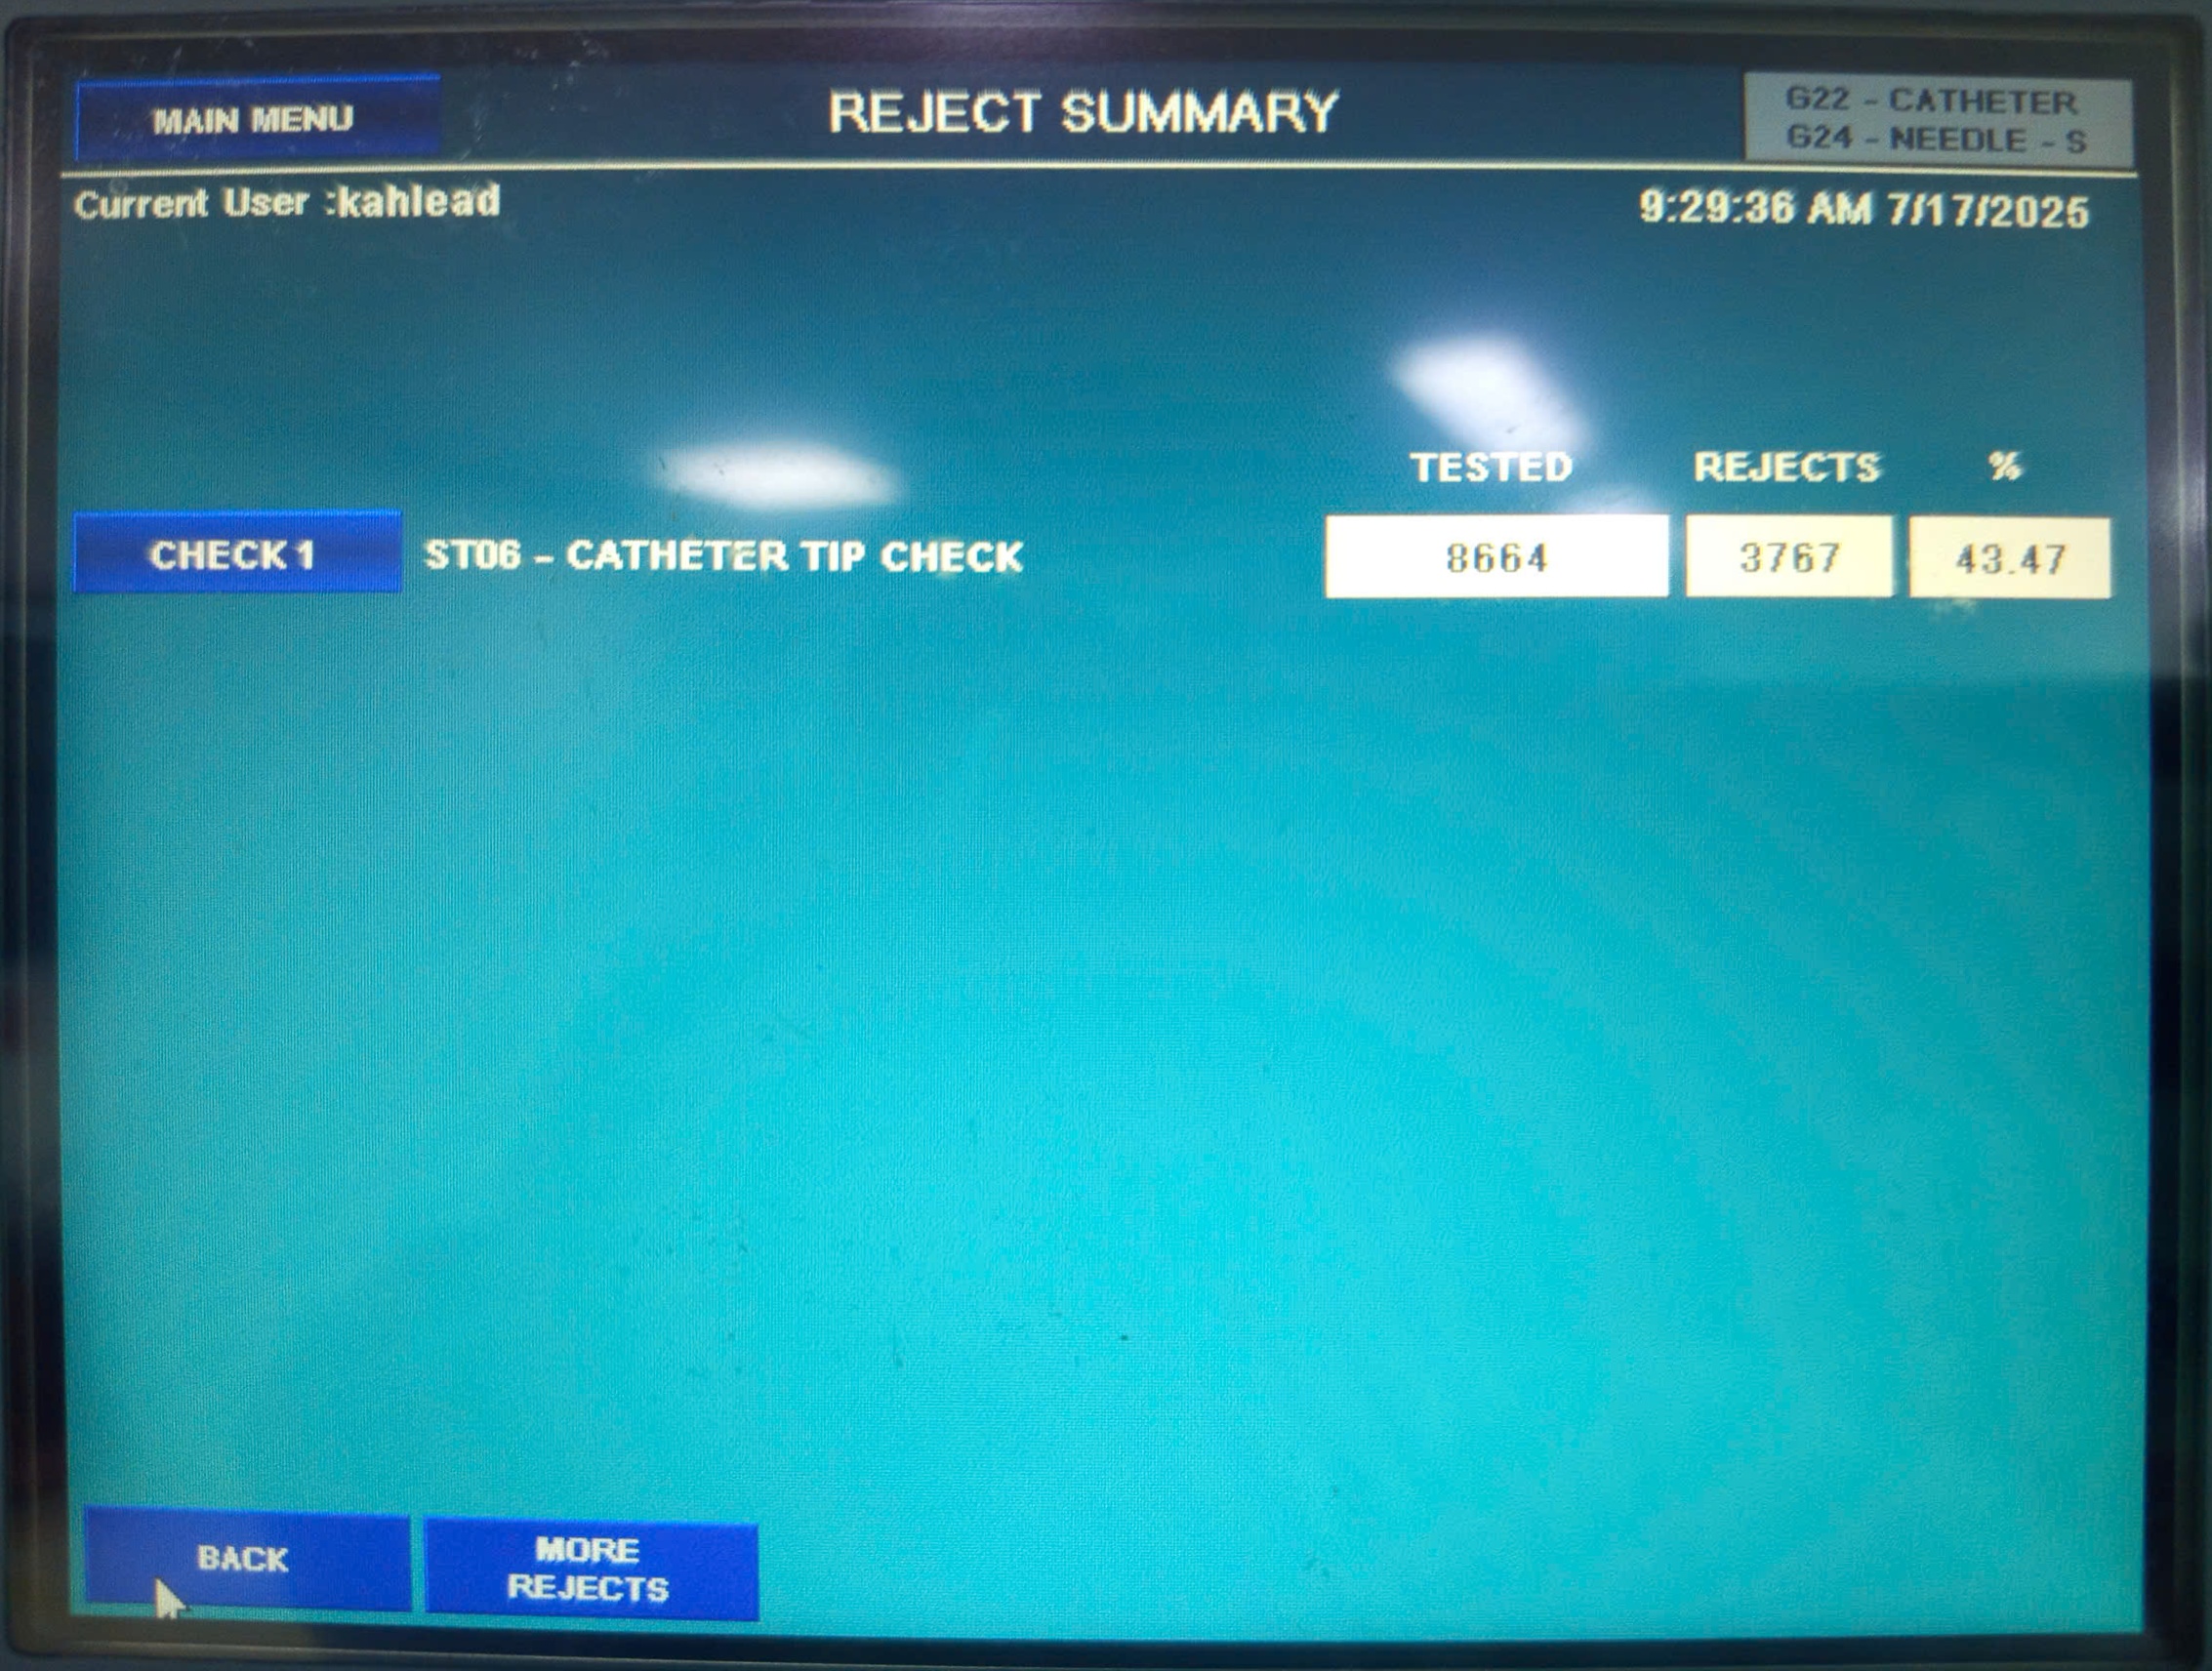 MAIN MENU
REJECT SUMMARY
G22 - CATHETER
G24 - NEEDLE - S
Current User :kahlead
9:29:36 AM 7/17/2025
TESTED REJECTS %
CHECK 1 ST06 - CATHETER TIP CHECK 8664 3767 43.47
BACK
MORE
REJECTS